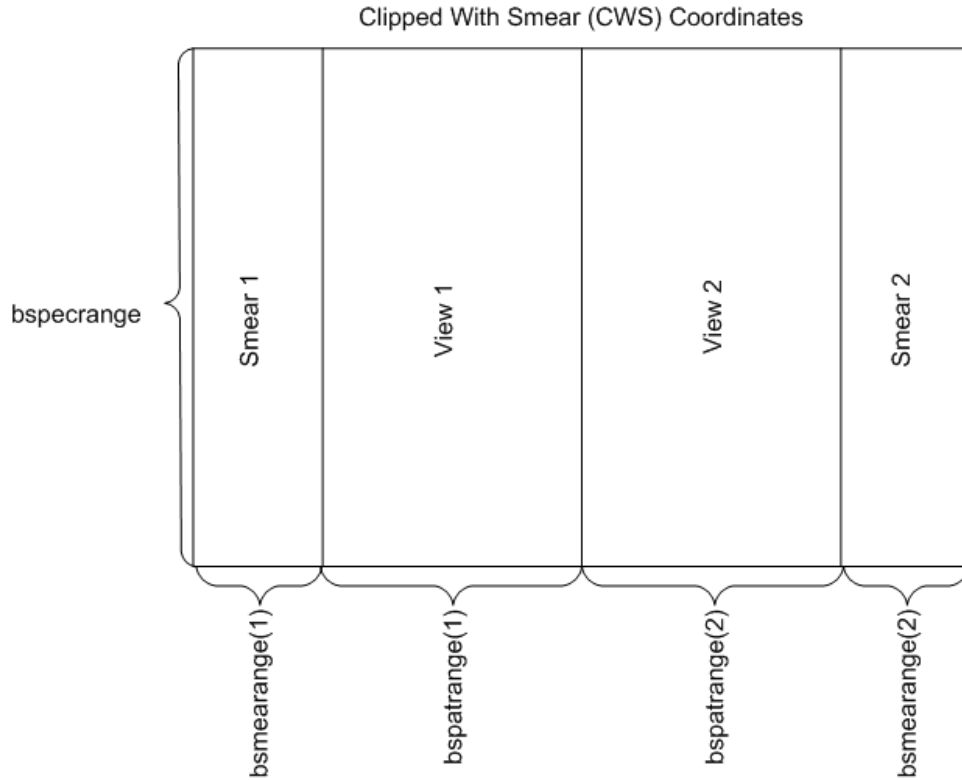 Clipped With Smear (CWS) Coordinates
bspecrange
Smear 1
View 1
View 2
Smear 2
bsmearange(1)
bspatrange(1)
bspatrange(2)
bsmearange(2)